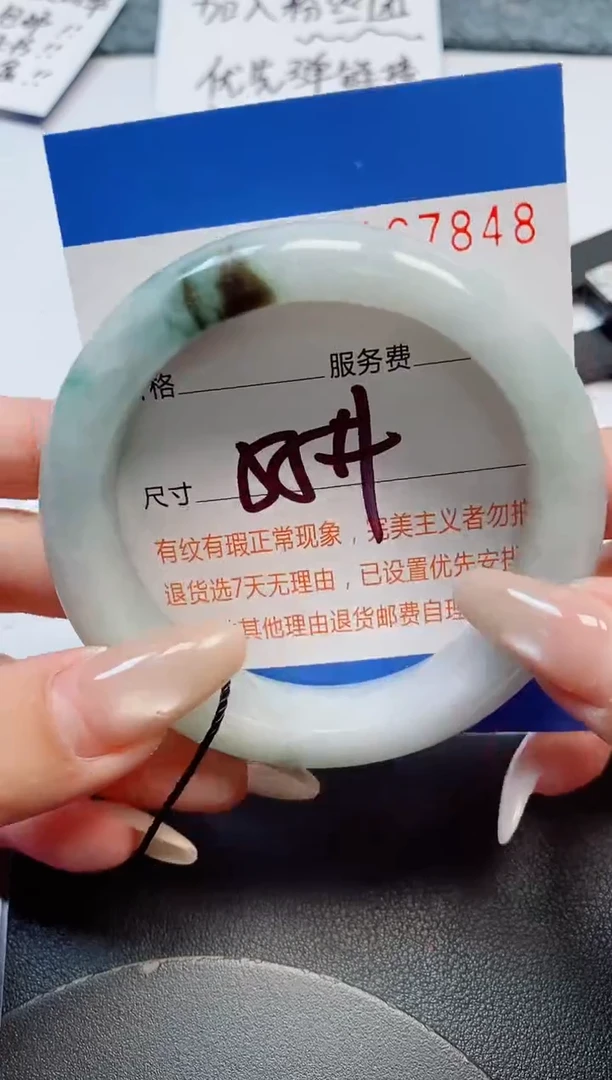 加入粉丝团
优先弹链接
67848
格 服务费
尺寸
有纹有瑕正常现象，完美主义者勿拍
退货选7天无理由，已设置优先安排
其他理由退货邮费自理